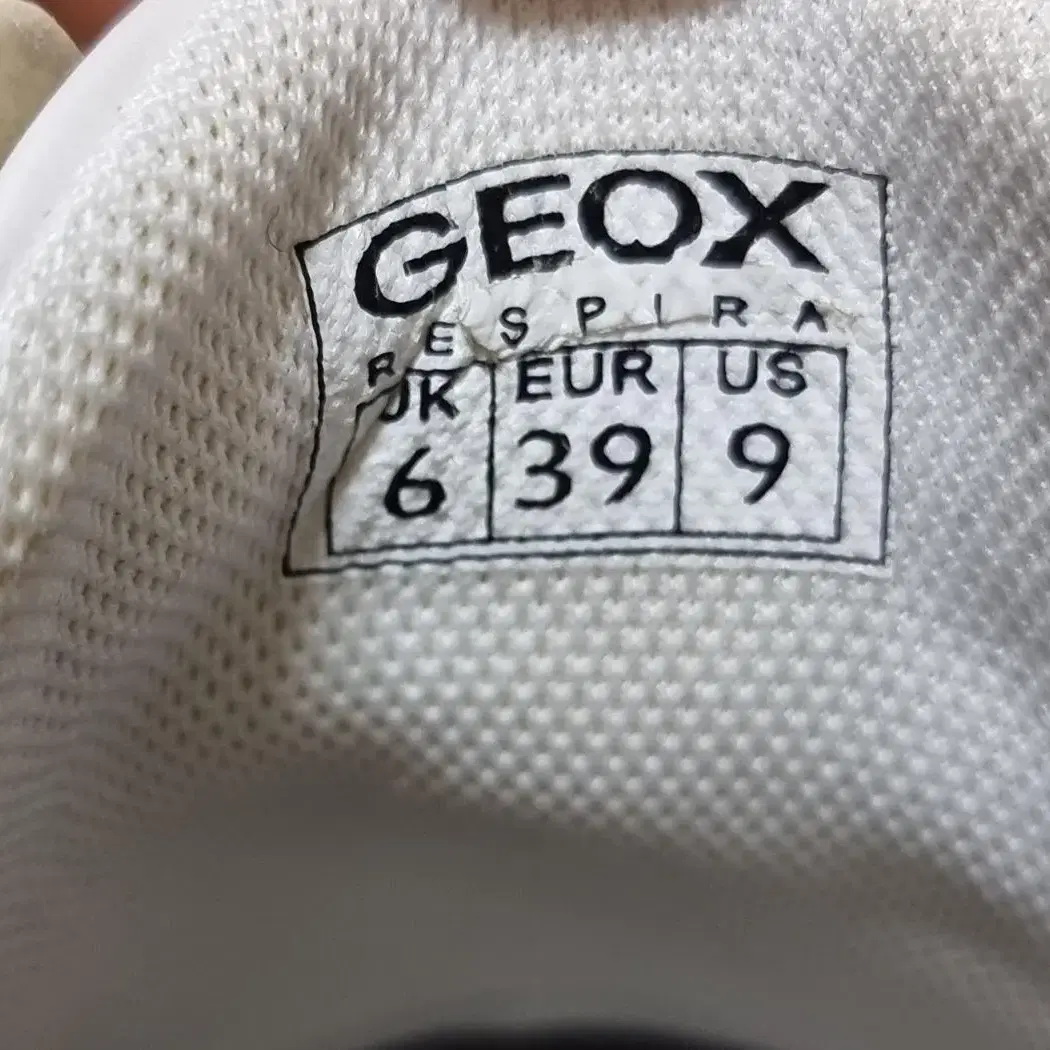 GEOX
RESPIRA
UK EUR US
6 39 9